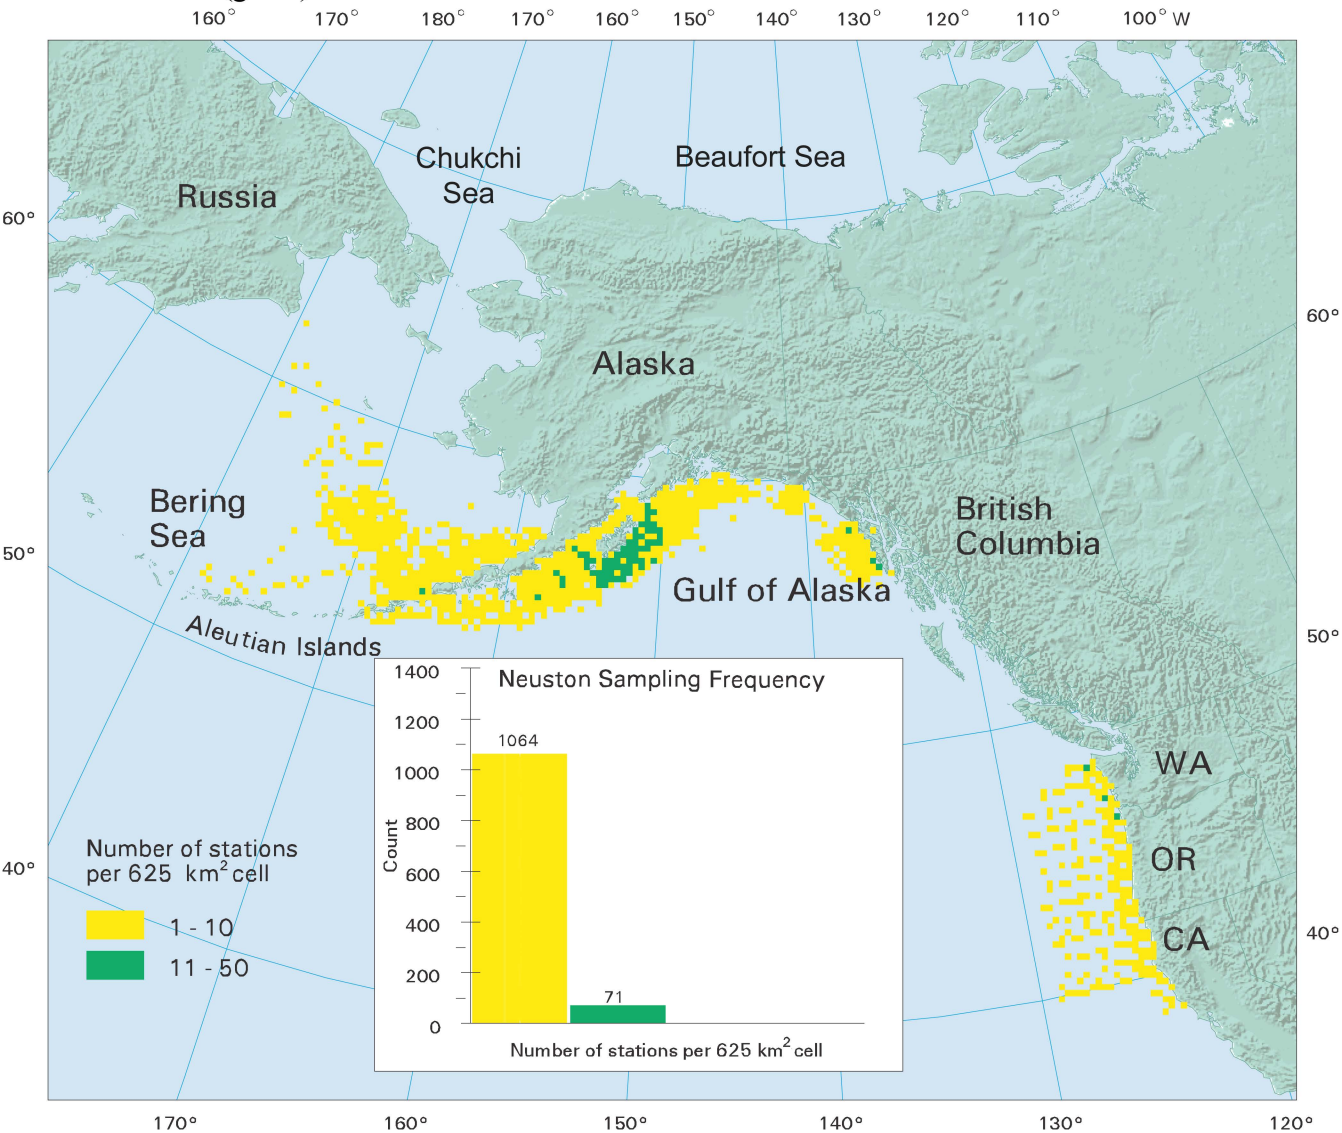 160° 170° 180° 170° 160° 150° 140° 130° 120° 110° 100° W
Chukchi
Sea
Beaufort Sea
Russia
60°
60°
Alaska
Bering
Sea
British
Columbia
50°
Gulf of Alaska
Aleutian Islands
50°
Neuston Sampling Frequency
1400
1200
1064
1000
800
600
400
200
0
Count
71
Number of stations per 625 km² cell
WA
OR
CA
Number of stations
per 625 km² cell
1 - 10
11 - 50
40°
40°
170° 160° 150° 140° 130° 120°